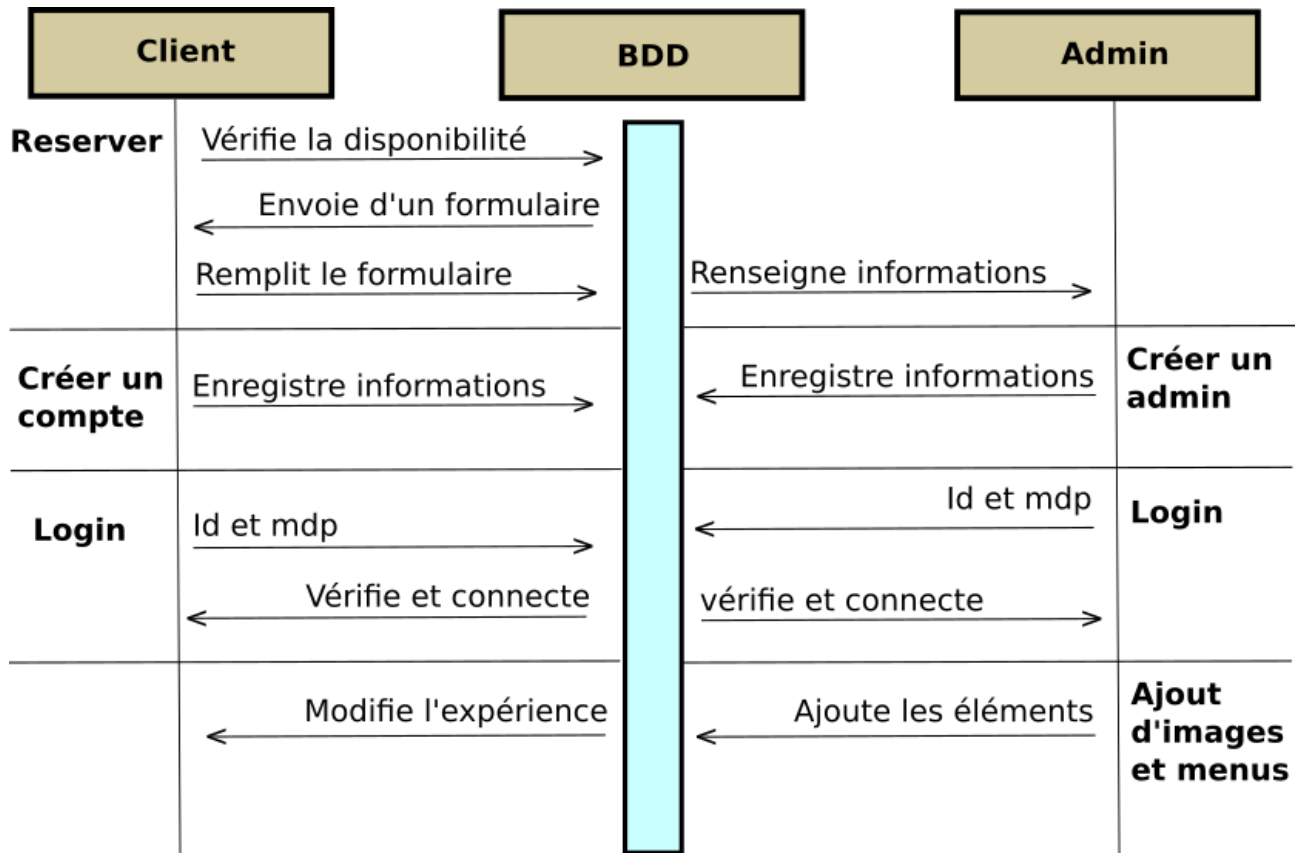 Client
BDD
Admin
Reserver
Vérifie la disponibilité
Envoie d'un formulaire
Remplit le formulaire
Renseigne informations
Créer un
compte
Enregistre informations
Enregistre informations
Créer un
admin
Login
Id et mdp
Id et mdp
Login
Vérifie et connecte
vérifie et connecte
Modifie l'expérience
Ajoute les éléments
Ajout
d'images
et menus